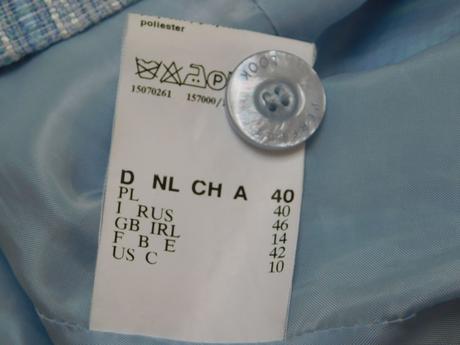 poliester
P
15070261 157000/
D NL CH A 40
PL 40
I RUS 46
GB IRL 14
F B E 42
US C 10